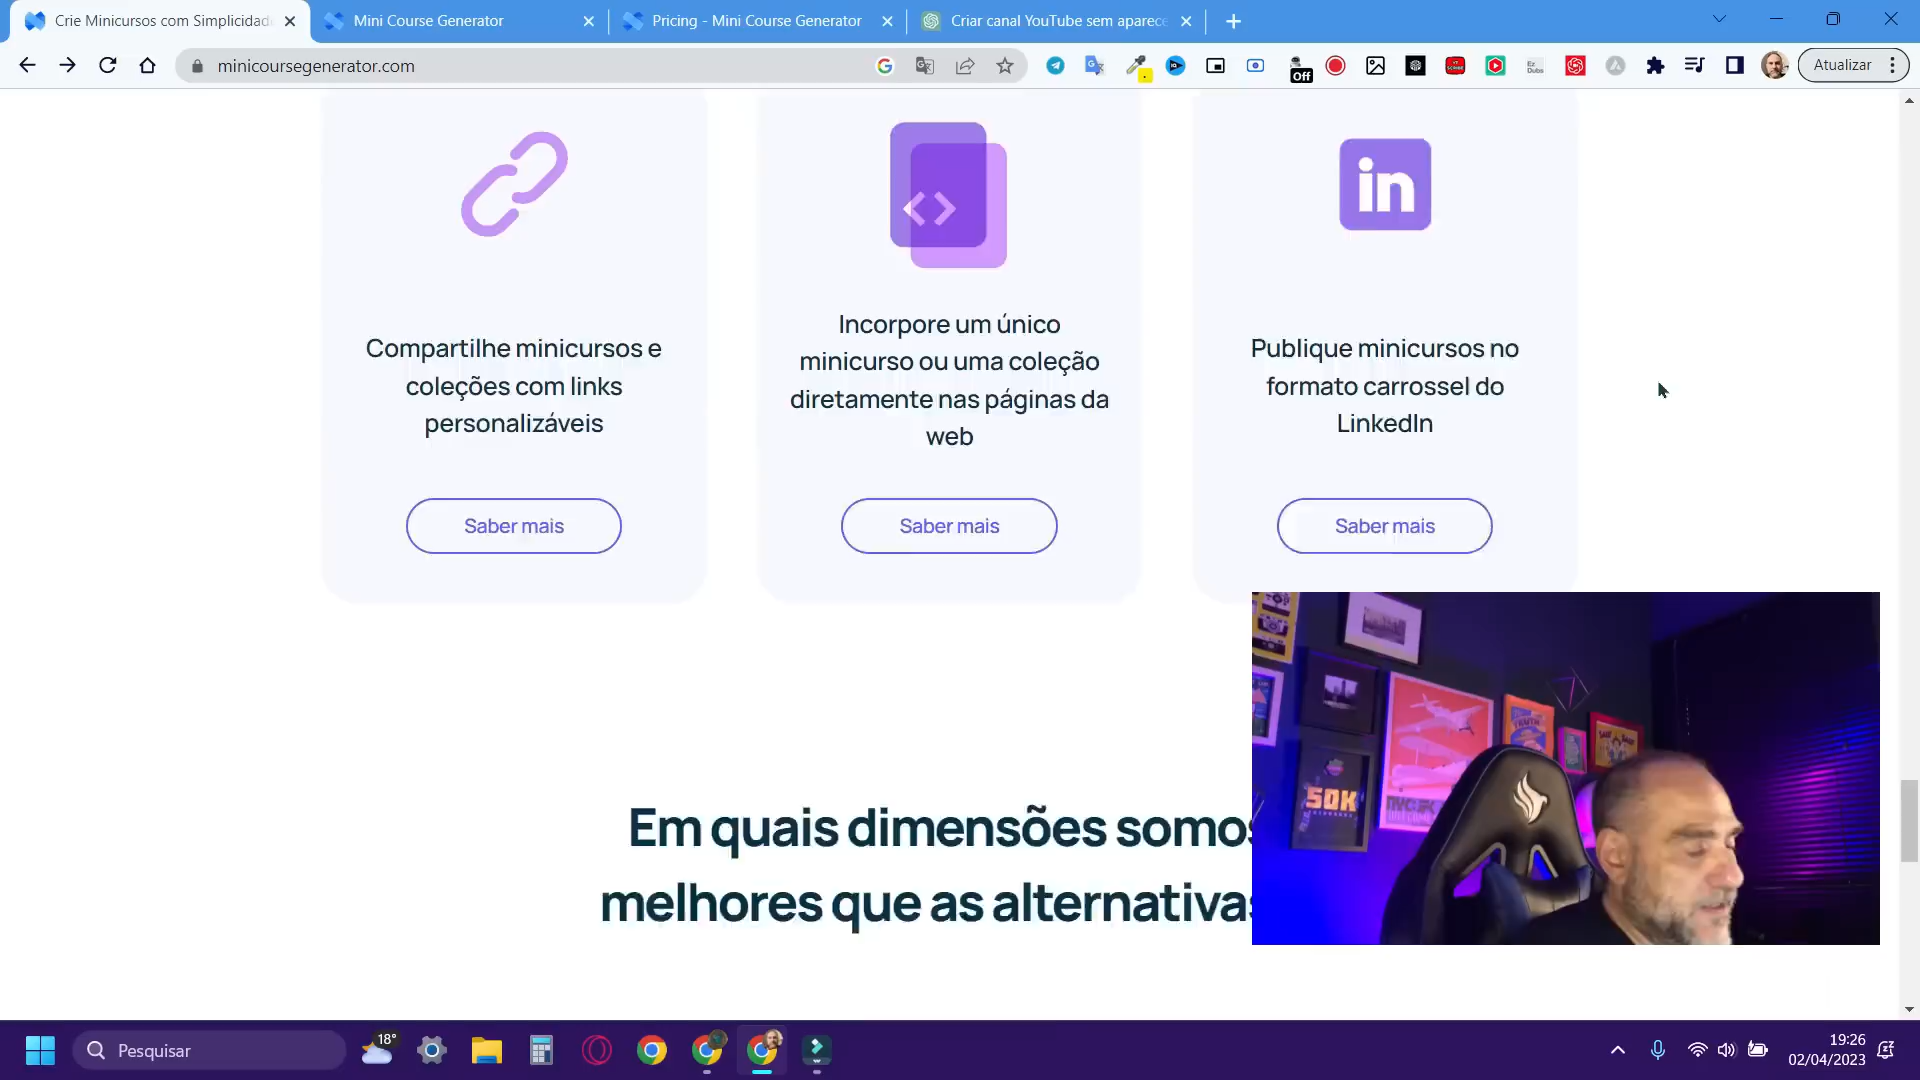 Crie Minicursos com Simplicidade
Mini Course Generator
Pricing - Mini Course Generator
Criar canal YouTube sem aparece
minicoursegenerator.com
Off
Atualizar
in
Compartilhe minicursos e
coleções com links
personalizáveis
Saber mais
Incorpore um único
minicurso ou uma coleção
diretamente nas páginas da
web
Saber mais
Publique minicursos no
formato carrossel do
LinkedIn
Saber mais
Em quais dimensões somos
melhores que as alternativas
50K
18°
Pesquisar
19:26
02/04/2023